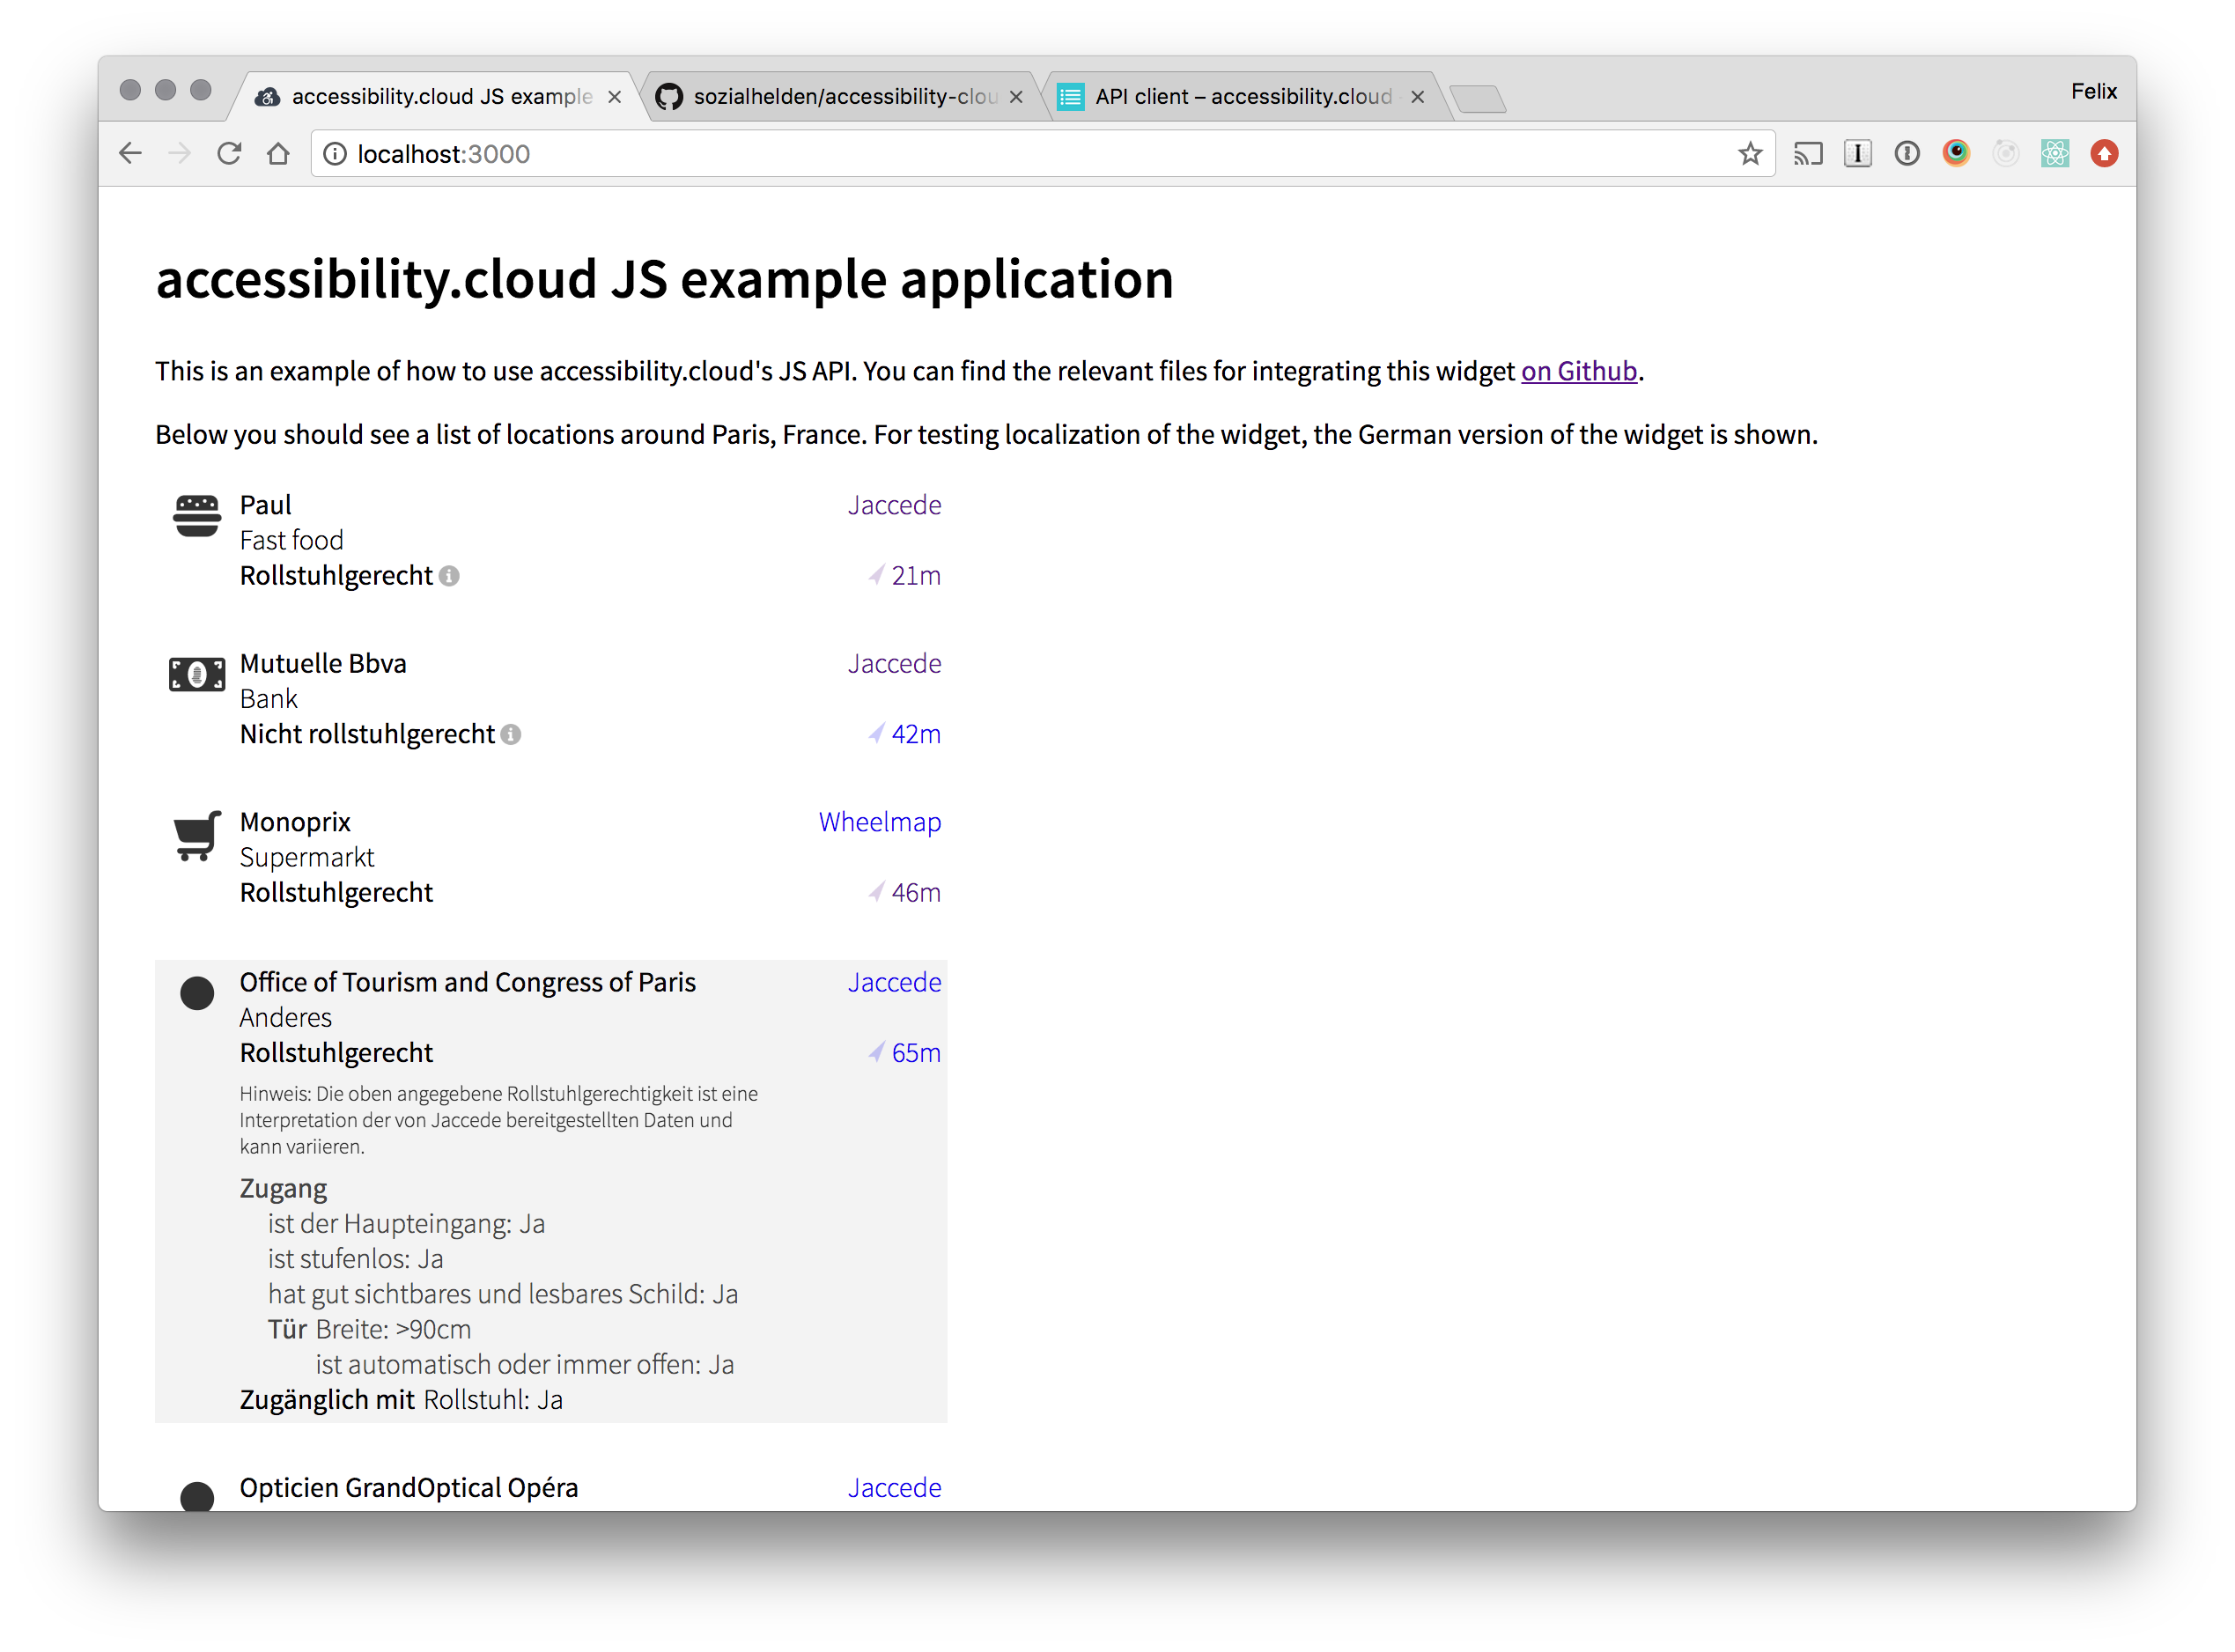 accessibility.cloud JS example
sozialhelden/accessibility-clou
API client – accessibility.cloud
Felix
localhost:3000
accessibility.cloud JS example application
This is an example of how to use accessibility.cloud's JS API. You can find the relevant files for integrating this widget on Github.
Below you should see a list of locations around Paris, France. For testing localization of the widget, the German version of the widget is shown.
Paul
Jaccede
Fast food
Rollstuhlgerecht
21m
Mutuelle Bbva
Jaccede
Bank
Nicht rollstuhlgerecht
42m
Monoprix
Wheelmap
Supermarkt
Rollstuhlgerecht
46m
Office of Tourism and Congress of Paris
Jaccede
Anderes
Rollstuhlgerecht
65m
Hinweis: Die oben angegebene Rollstuhlgerechtigkeit ist eine
Interpretation der von Jaccede bereitgestellten Daten und
kann variieren.
Zugang
ist der Haupteingang: Ja
ist stufenlos: Ja
hat gut sichtbares und lesbares Schild: Ja
Tür Breite: >90cm
ist automatisch oder immer offen: Ja
Zugänglich mit Rollstuhl: Ja
Opticien GrandOptical Opéra
Jaccede